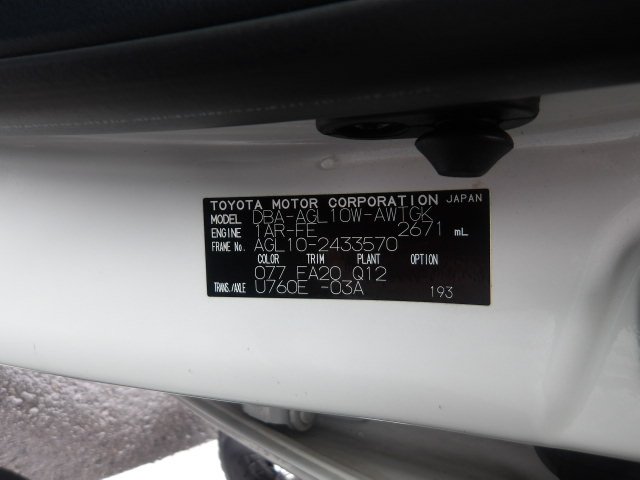 TOYOTA MOTOR CORPORATION JAPAN
MODEL DBA-AGL10W-AWTGK
ENGINE 1AR-FE 2671 mL
FRAME No. AGL10-2433570
COLOR TRIM PLANT OPTION
077 FA20 Q12
TRANS./AXLE U760E -03A 193